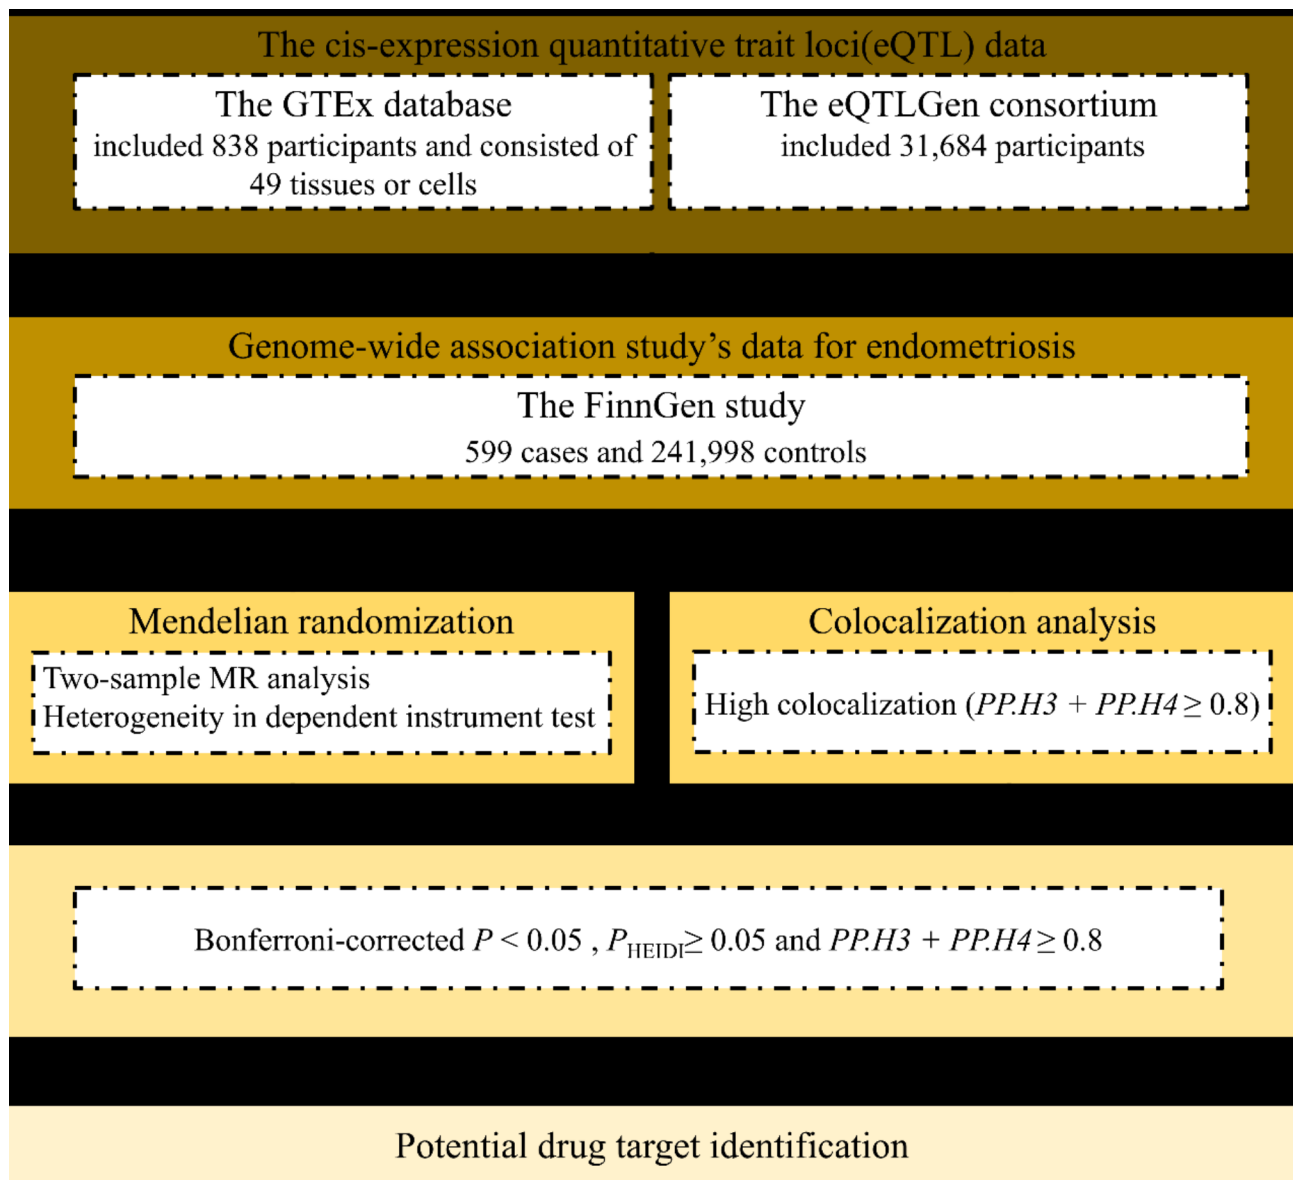 The cis-expression quantitative trait loci(eQTL) data
The GTEx database
included 838 participants and consisted of
49 tissues or cells
The eQTLGen consortium
included 31,684 participants
Genome-wide association study’s data for endometriosis
The FinnGen study
599 cases and 241,998 controls
Mendelian randomization
Two-sample MR analysis
Heterogeneity in dependent instrument test
Colocalization analysis
High colocalization (PP.H3 + PP.H4 ≥ 0.8)
Bonferroni-corrected P < 0.05 , PHEIDI≥ 0.05 and PP.H3 + PP.H4 ≥ 0.8
Potential drug target identification